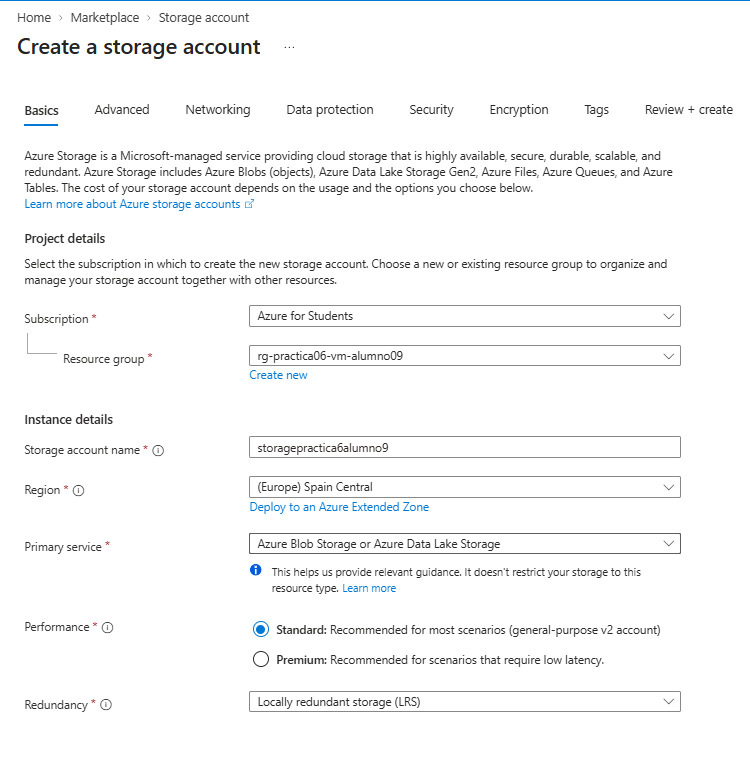 Home > Marketplace > Storage account
Create a storage account ...
Basics Advanced Networking Data protection Security Encryption Tags Review + create
Azure Storage is a Microsoft-managed service providing cloud storage that is highly available, secure, durable, scalable, and
redundant. Azure Storage includes Azure Blobs (objects), Azure Data Lake Storage Gen2, Azure Files, Azure Queues, and Azure
Tables. The cost of your storage account depends on the usage and the options you choose below.
Learn more about Azure storage accounts
Project details
Select the subscription in which to create the new storage account. Choose a new or existing resource group to organize and
manage your storage account together with other resources.
Subscription * Azure for Students
Resource group * rg-practica06-vm-alumno09
Create new
Instance details
Storage account name * storagepractica6alumno9
Region * (Europe) Spain Central
Deploy to an Azure Extended Zone
Primary service * Azure Blob Storage or Azure Data Lake Storage
This helps us provide relevant guidance. It doesn't restrict your storage to this
resource type. Learn more
Performance * Standard: Recommended for most scenarios (general-purpose v2 account)
Premium: Recommended for scenarios that require low latency.
Redundancy * Locally redundant storage (LRS)